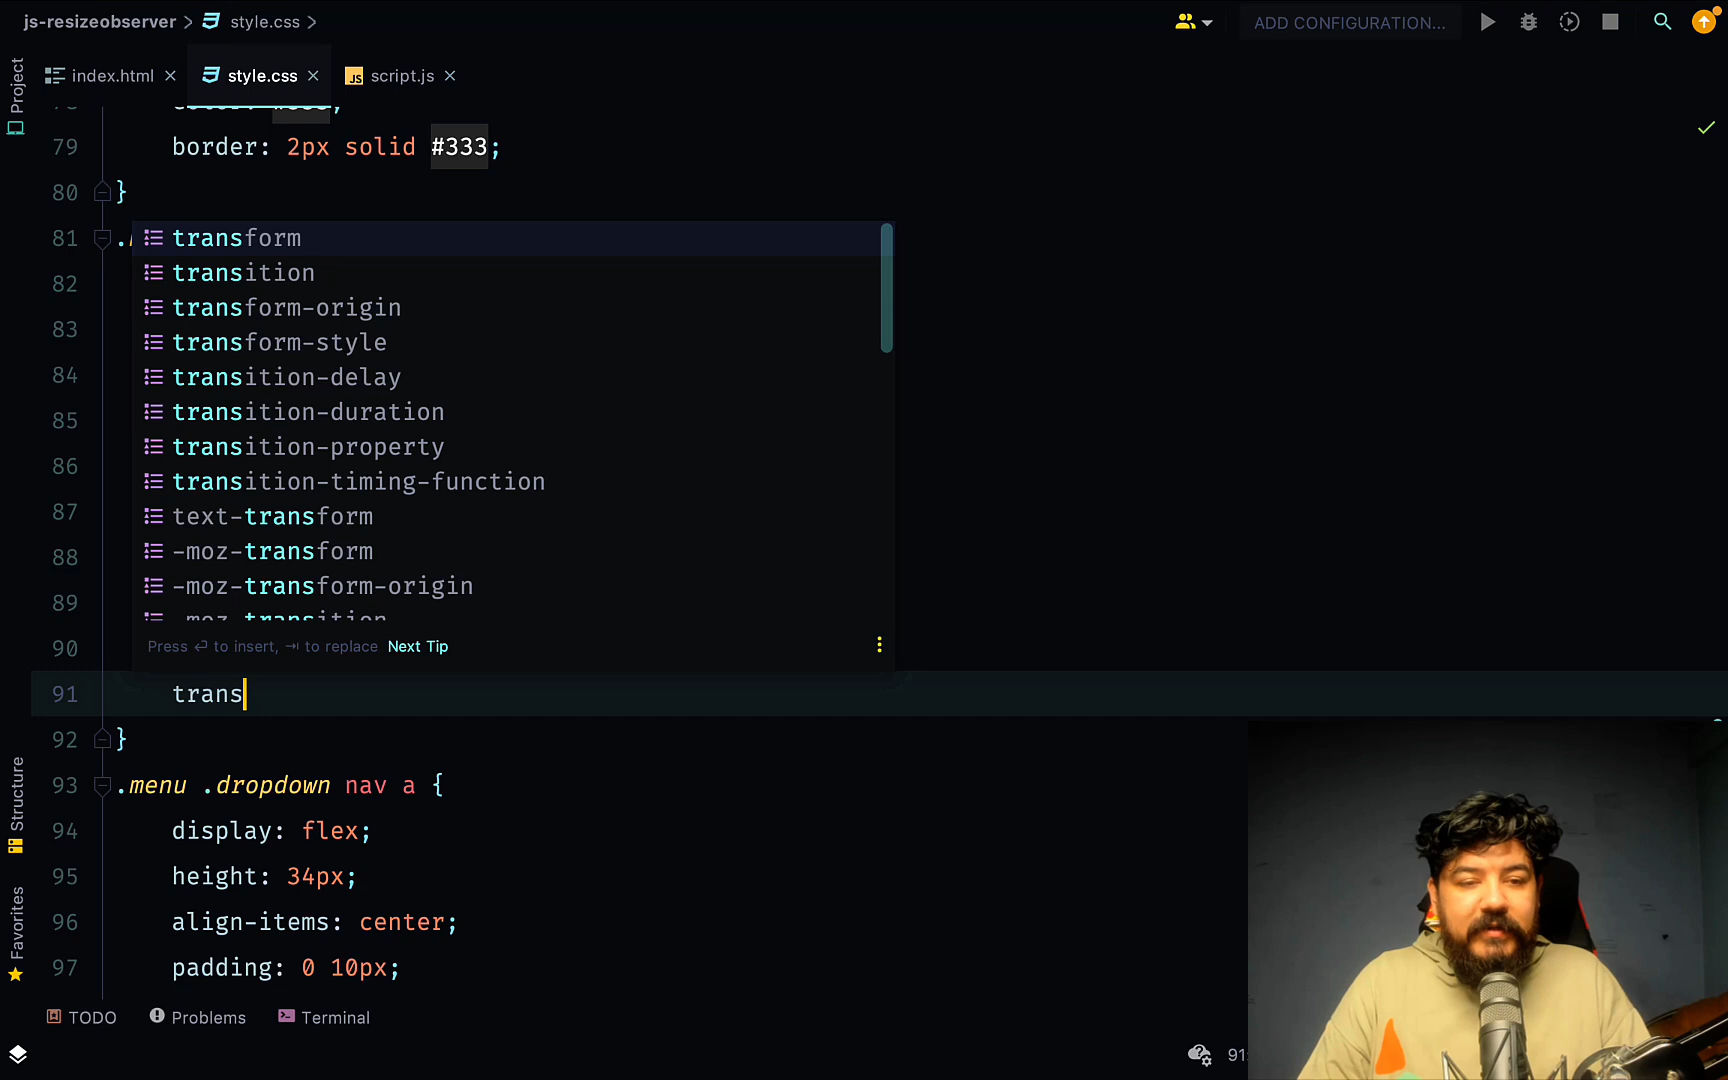 js-resizeobserver > style.css >
ADD CONFIGURATION...
Project
index.html
style.css
script.js
79 border: 2px solid #333;
80 }
81 .
transform
82
transition
83
transform-origin
transform-style
84
transition-delay
85
transition-duration
86
transition-property
87
transition-timing-function
text-transform
88
-moz-transform
89
-moz-transform-origin
-moz-transition
90
Press ⏎ to insert, ⇥ to replace Next Tip
91 trans
92 }
93 .menu .dropdown nav a {
94 display: flex;
95 height: 34px;
96 align-items: center;
97 padding: 0 10px;
Structure
Favorites
TODO
Problems
Terminal
91: